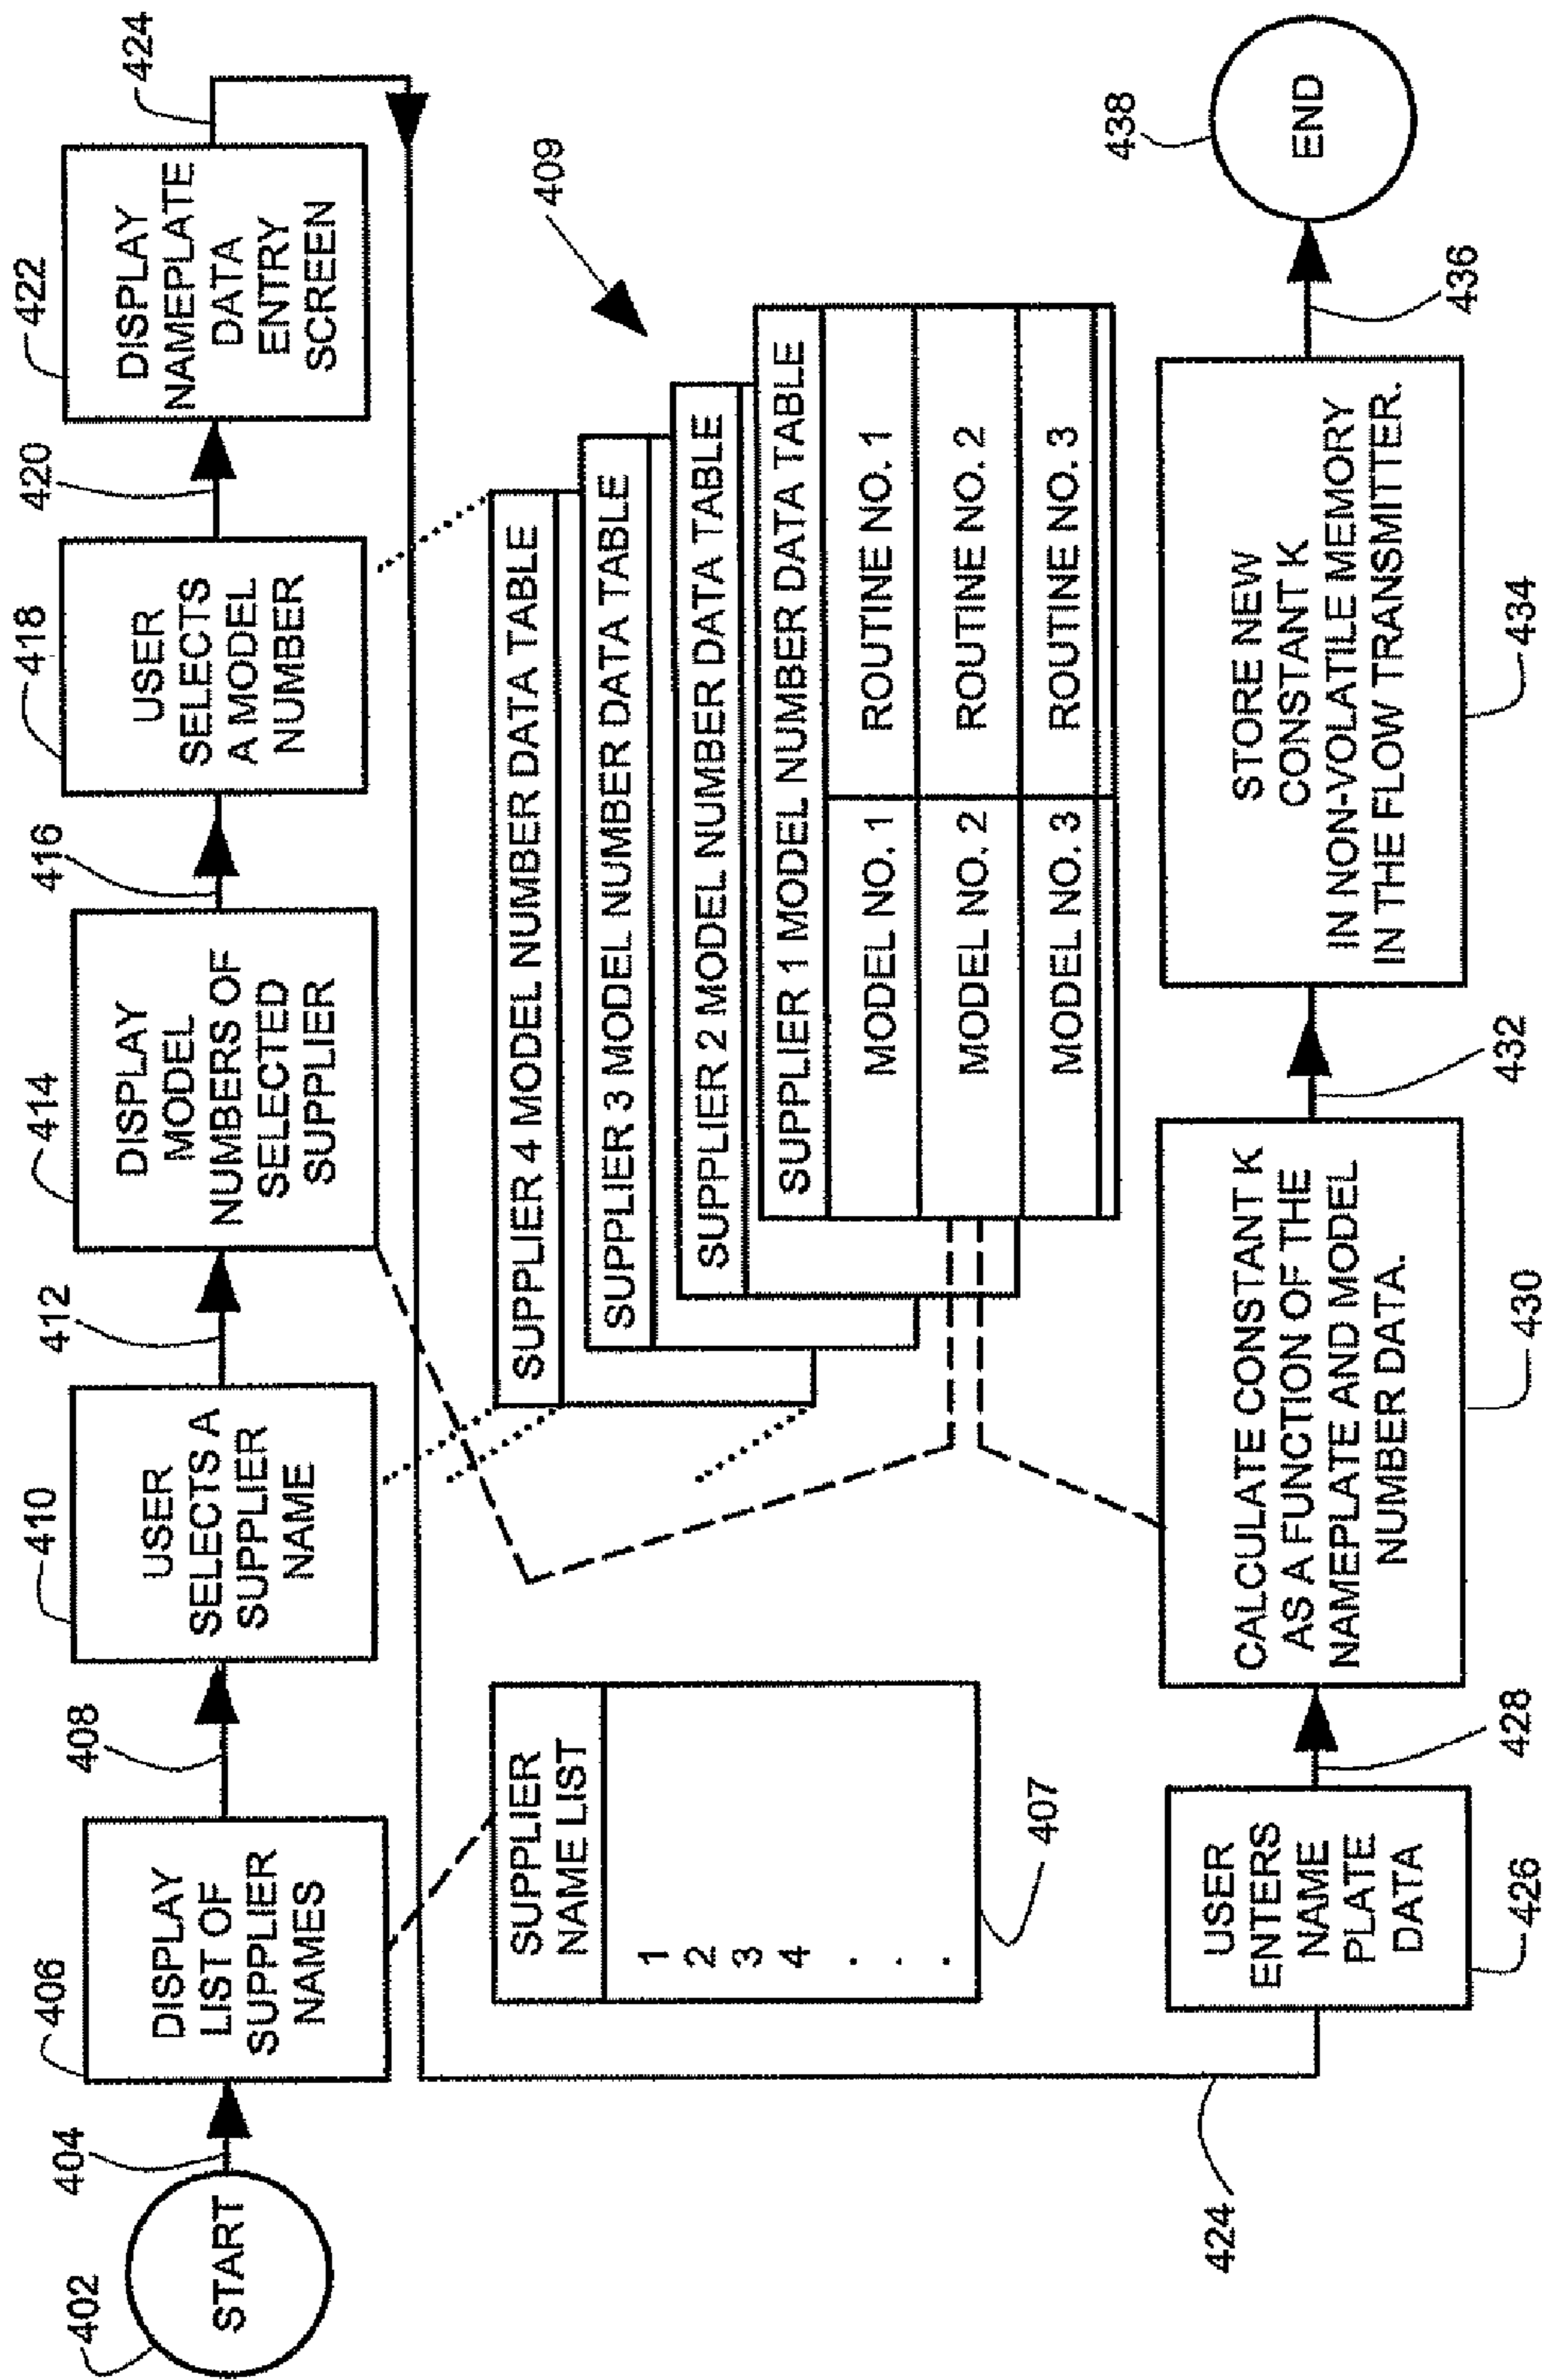 402
START
404
406
DISPLAY
LIST OF
SUPPLIER
NAMES
408
410
USER
SELECTS A
SUPPLIER
NAME
412
414
DISPLAY
MODEL
NUMBERS OF
SELECTED
SUPPLIER
416
418
USER
SELECTS
A MODEL
NUMBER
420
422
DISPLAY
NAMEPLATE
DATA
ENTRY
SCREEN
424
SUPPLIER
NAME LIST
1
2
3
4
.
.
.
407
409
SUPPLIER 4 MODEL NUMBER DATA TABLE
SUPPLIER 3 MODEL NUMBER DATA TABLE
SUPPLIER 2 MODEL NUMBER DATA TABLE
SUPPLIER 1 MODEL NUMBER DATA TABLE
MODEL NO. 1 ROUTINE NO. 1
MODEL NO. 2 ROUTINE NO. 2
MODEL NO. 3 ROUTINE NO. 3
424
USER
ENTERS
NAME
PLATE
DATA
426
428
CALCULATE CONSTANT K
AS A FUNCTION OF THE
NAMEPLATE AND MODEL
NUMBER DATA.
430
432
STORE NEW
CONSTANT K
IN NON-VOLATILE MEMORY
IN THE FLOW TRANSMITTER.
434
436
438
END